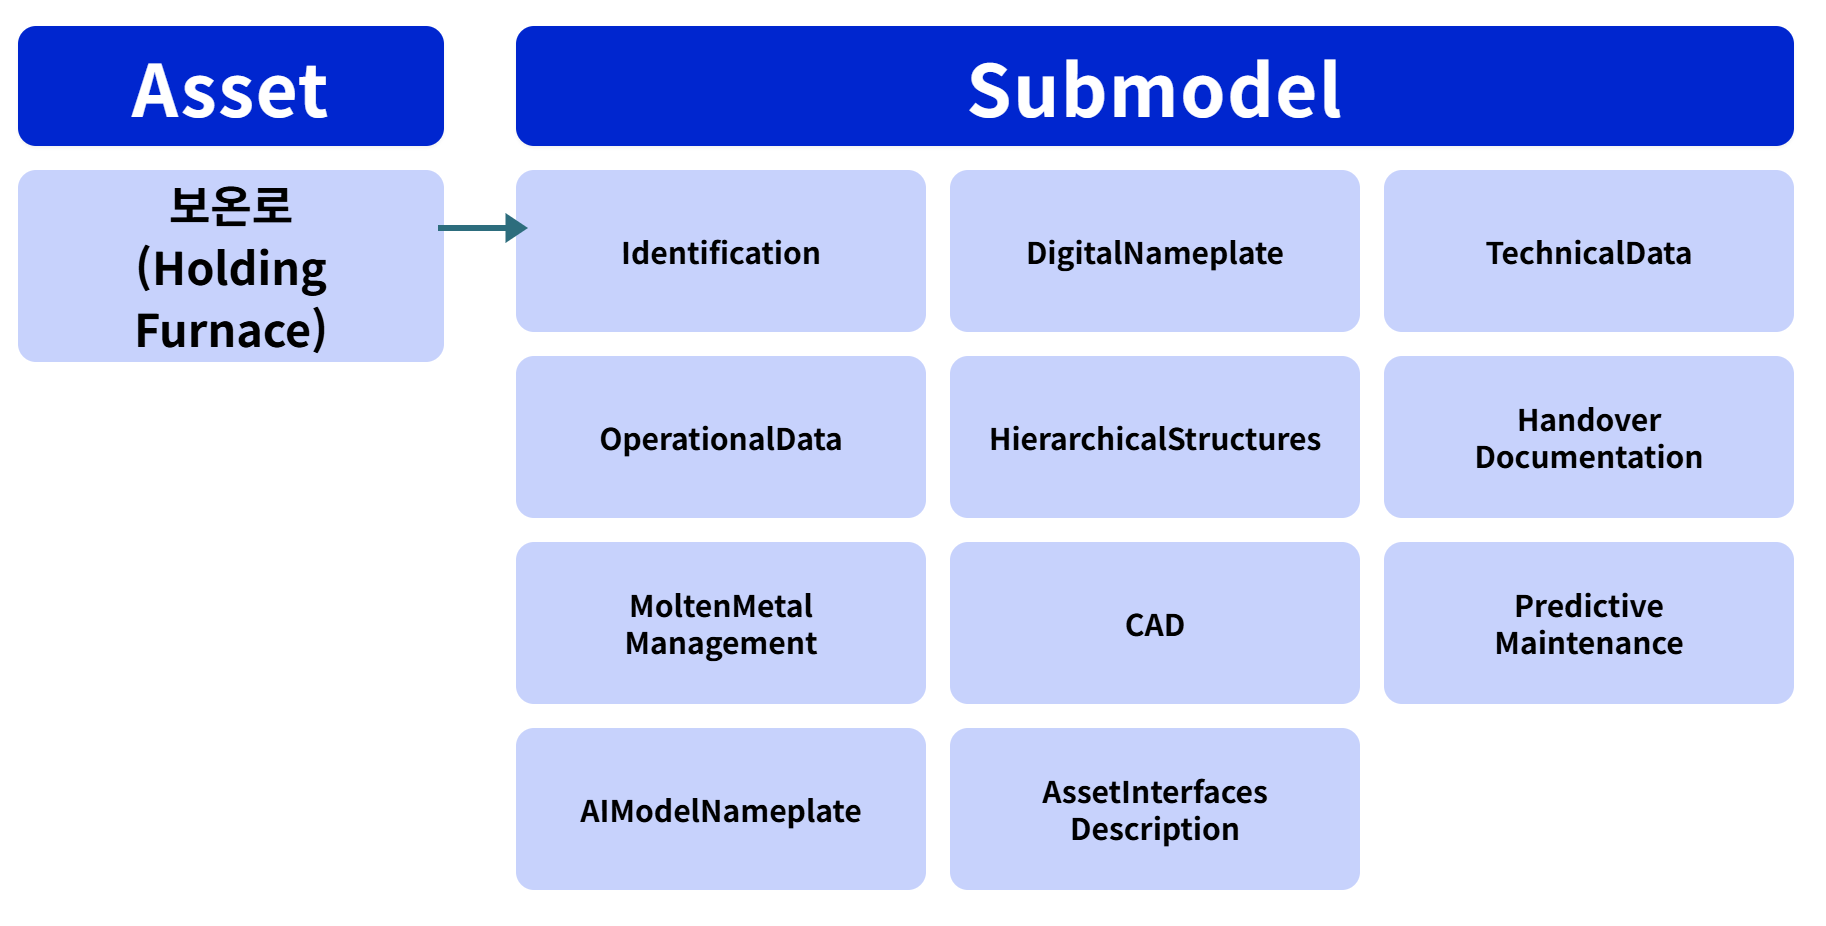 Asset
Submodel
보온로
(Holding
Furnace)
Identification
DigitalNameplate
TechnicalData
OperationalData
HierarchicalStructures
Handover
Documentation
MoltenMetal
Management
CAD
Predictive
Maintenance
AIModelNameplate
AssetInterfaces
Description